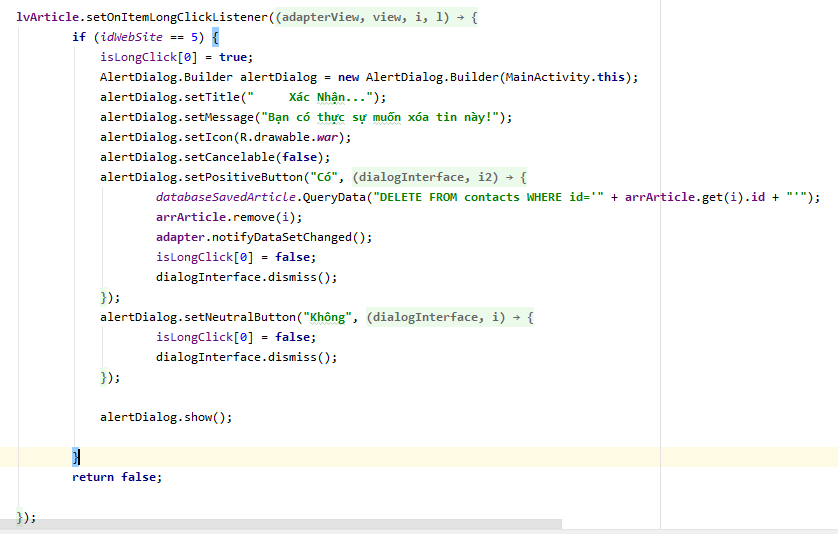 lvArticle.setOnItemLongClickListener((adapterView, view, i, l) → {
if (idWebSite == 5) {
isLongClick[0] = true;
AlertDialog.Builder alertDialog = new AlertDialog.Builder(MainActivity.this);
alertDialog.setTitle("     Xác Nhận...");
alertDialog.setMessage("Bạn có thực sự muốn xóa tin này!");
alertDialog.setIcon(R.drawable.war);
alertDialog.setCancelable(false);
alertDialog.setPositiveButton("Có", (dialogInterface, i2) → {
databaseSavedArticle.QueryData("DELETE FROM contacts WHERE id='" + arrArticle.get(i).id + "'");
arrArticle.remove(i);
adapter.notifyDataSetChanged();
isLongClick[0] = false;
dialogInterface.dismiss();
});
alertDialog.setNeutralButton("Không", (dialogInterface, i) → {
isLongClick[0] = false;
dialogInterface.dismiss();
});
alertDialog.show();
}
return false;
});